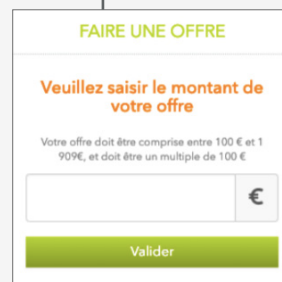 FAIRE UNE OFFRE
Veuillez saisir le montant de
votre offre
Votre offre doit être comprise entre 100 € et 1
909€, et doit être un multiple de 100 €
€
Valider